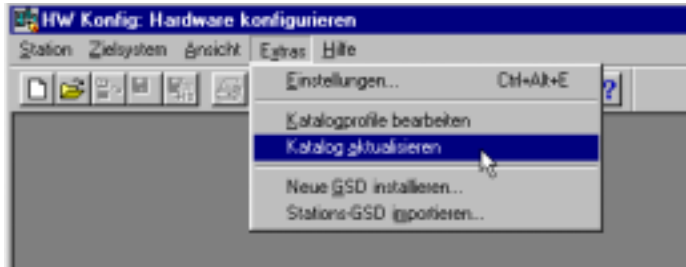 HW Konfig: Hardware konfigurieren
Station Zielsystem Ansicht Extras Hilfe
Einstellungen... Ctrl+Alt+E
?
Katalogprofile bearbeiten
Katalog aktualisieren
Neue GSD installieren...
Stations-GSD importieren...